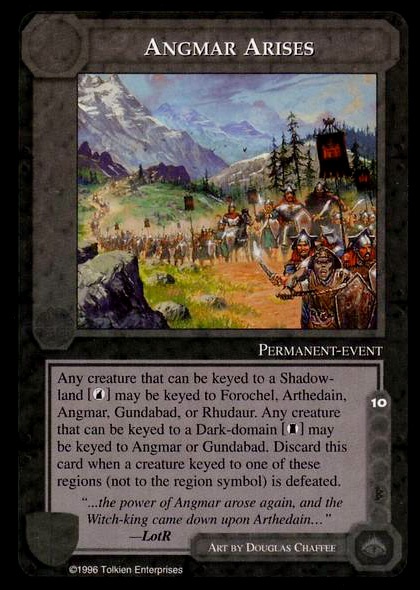 ANGMAR ARISES
PERMANENT-EVENT
Any creature that can be keyed to a Shadow-
land [ ] may be keyed to Forochel, Arthedain,
Angmar, Gundabad, or Rhudaur. Any creature
that can be keyed to a Dark-domain [ ] may
be keyed to Angmar or Gundabad. Discard this
card when a creature keyed to one of these
regions (not to the region symbol) is defeated.
10
“...the power of Angmar arose again, and the
Witch-king came down upon Arthedain…”
—LotR
ART BY DOUGLAS CHAFFEE
©1996 Tolkien Enterprises